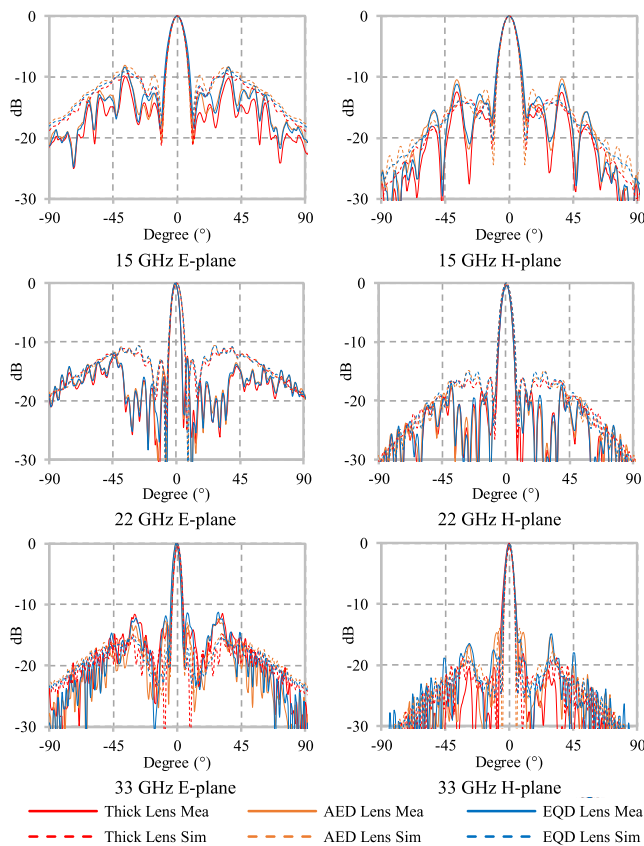 0
-10
dB
-20
-30
-90
-45
0
45
90
Degree (°)
15 GHz E-plane
0
-10
dB
-20
-30
-90
-45
0
45
90
Degree (°)
15 GHz H-plane
0
-10
dB
-20
-30
-90
-45
0
45
90
Degree (°)
22 GHz E-plane
0
-10
dB
-20
-30
-90
-45
0
45
90
Degree (°)
22 GHz H-plane
0
-10
dB
-20
-30
-90
-45
0
45
90
Degree (°)
33 GHz E-plane
0
-10
dB
-20
-30
-90
-45
0
45
90
Degree (°)
33 GHz H-plane
Thick Lens Mea
AED Lens Mea
EQD Lens Mea
Thick Lens Sim
AED Lens Sim
EQD Lens Sim